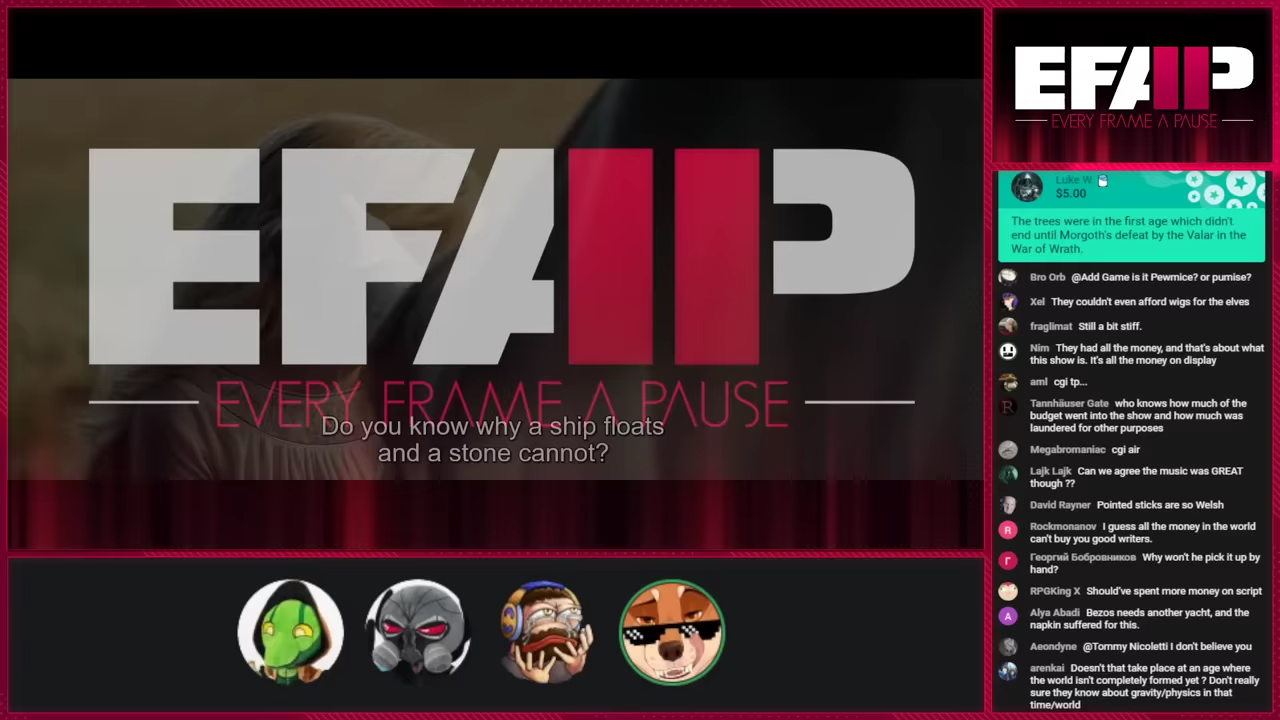 EFAP
EVERY FRAME A PAUSE
Do you know why a ship floats
and a stone cannot?
EFAP
EVERY FRAME A PAUSE
Luke W
$5.00
The trees were in the first age which didn't
end until Morgoth's defeat by the Valar in the
War of Wrath.
Bro Orb @Add Game is it Pewmice? or pumise?
Xel They couldn't even afford wigs for the elves
fraglimat Still a bit stiff.
Nim They had all the money, and that's about what
this show is. It's all the money on display
aml cgi tp...
Tannhäuser Gate who knows how much of the
budget went into the show and how much was
laundered for other purposes
Megabromaniac cgi air
Lajk Lajk Can we agree the music was GREAT
though ??
David Rayner Pointed sticks are so Welsh
R Rockmonanov I guess all the money in the world
can't buy you good writers.
Г Георгий Бобровников Why won't he pick it up by
hand?
RPGKing X Should've spent more money on script
A Alya Abadi Bezos needs another yacht, and the
napkin suffered for this.
Aeondyne @Tommy Nicoletti I don't believe you
arenkai Doesn't that take place at an age where
the world isn't completely formed yet ? Don't really
sure they know about gravity/physics in that
time/world